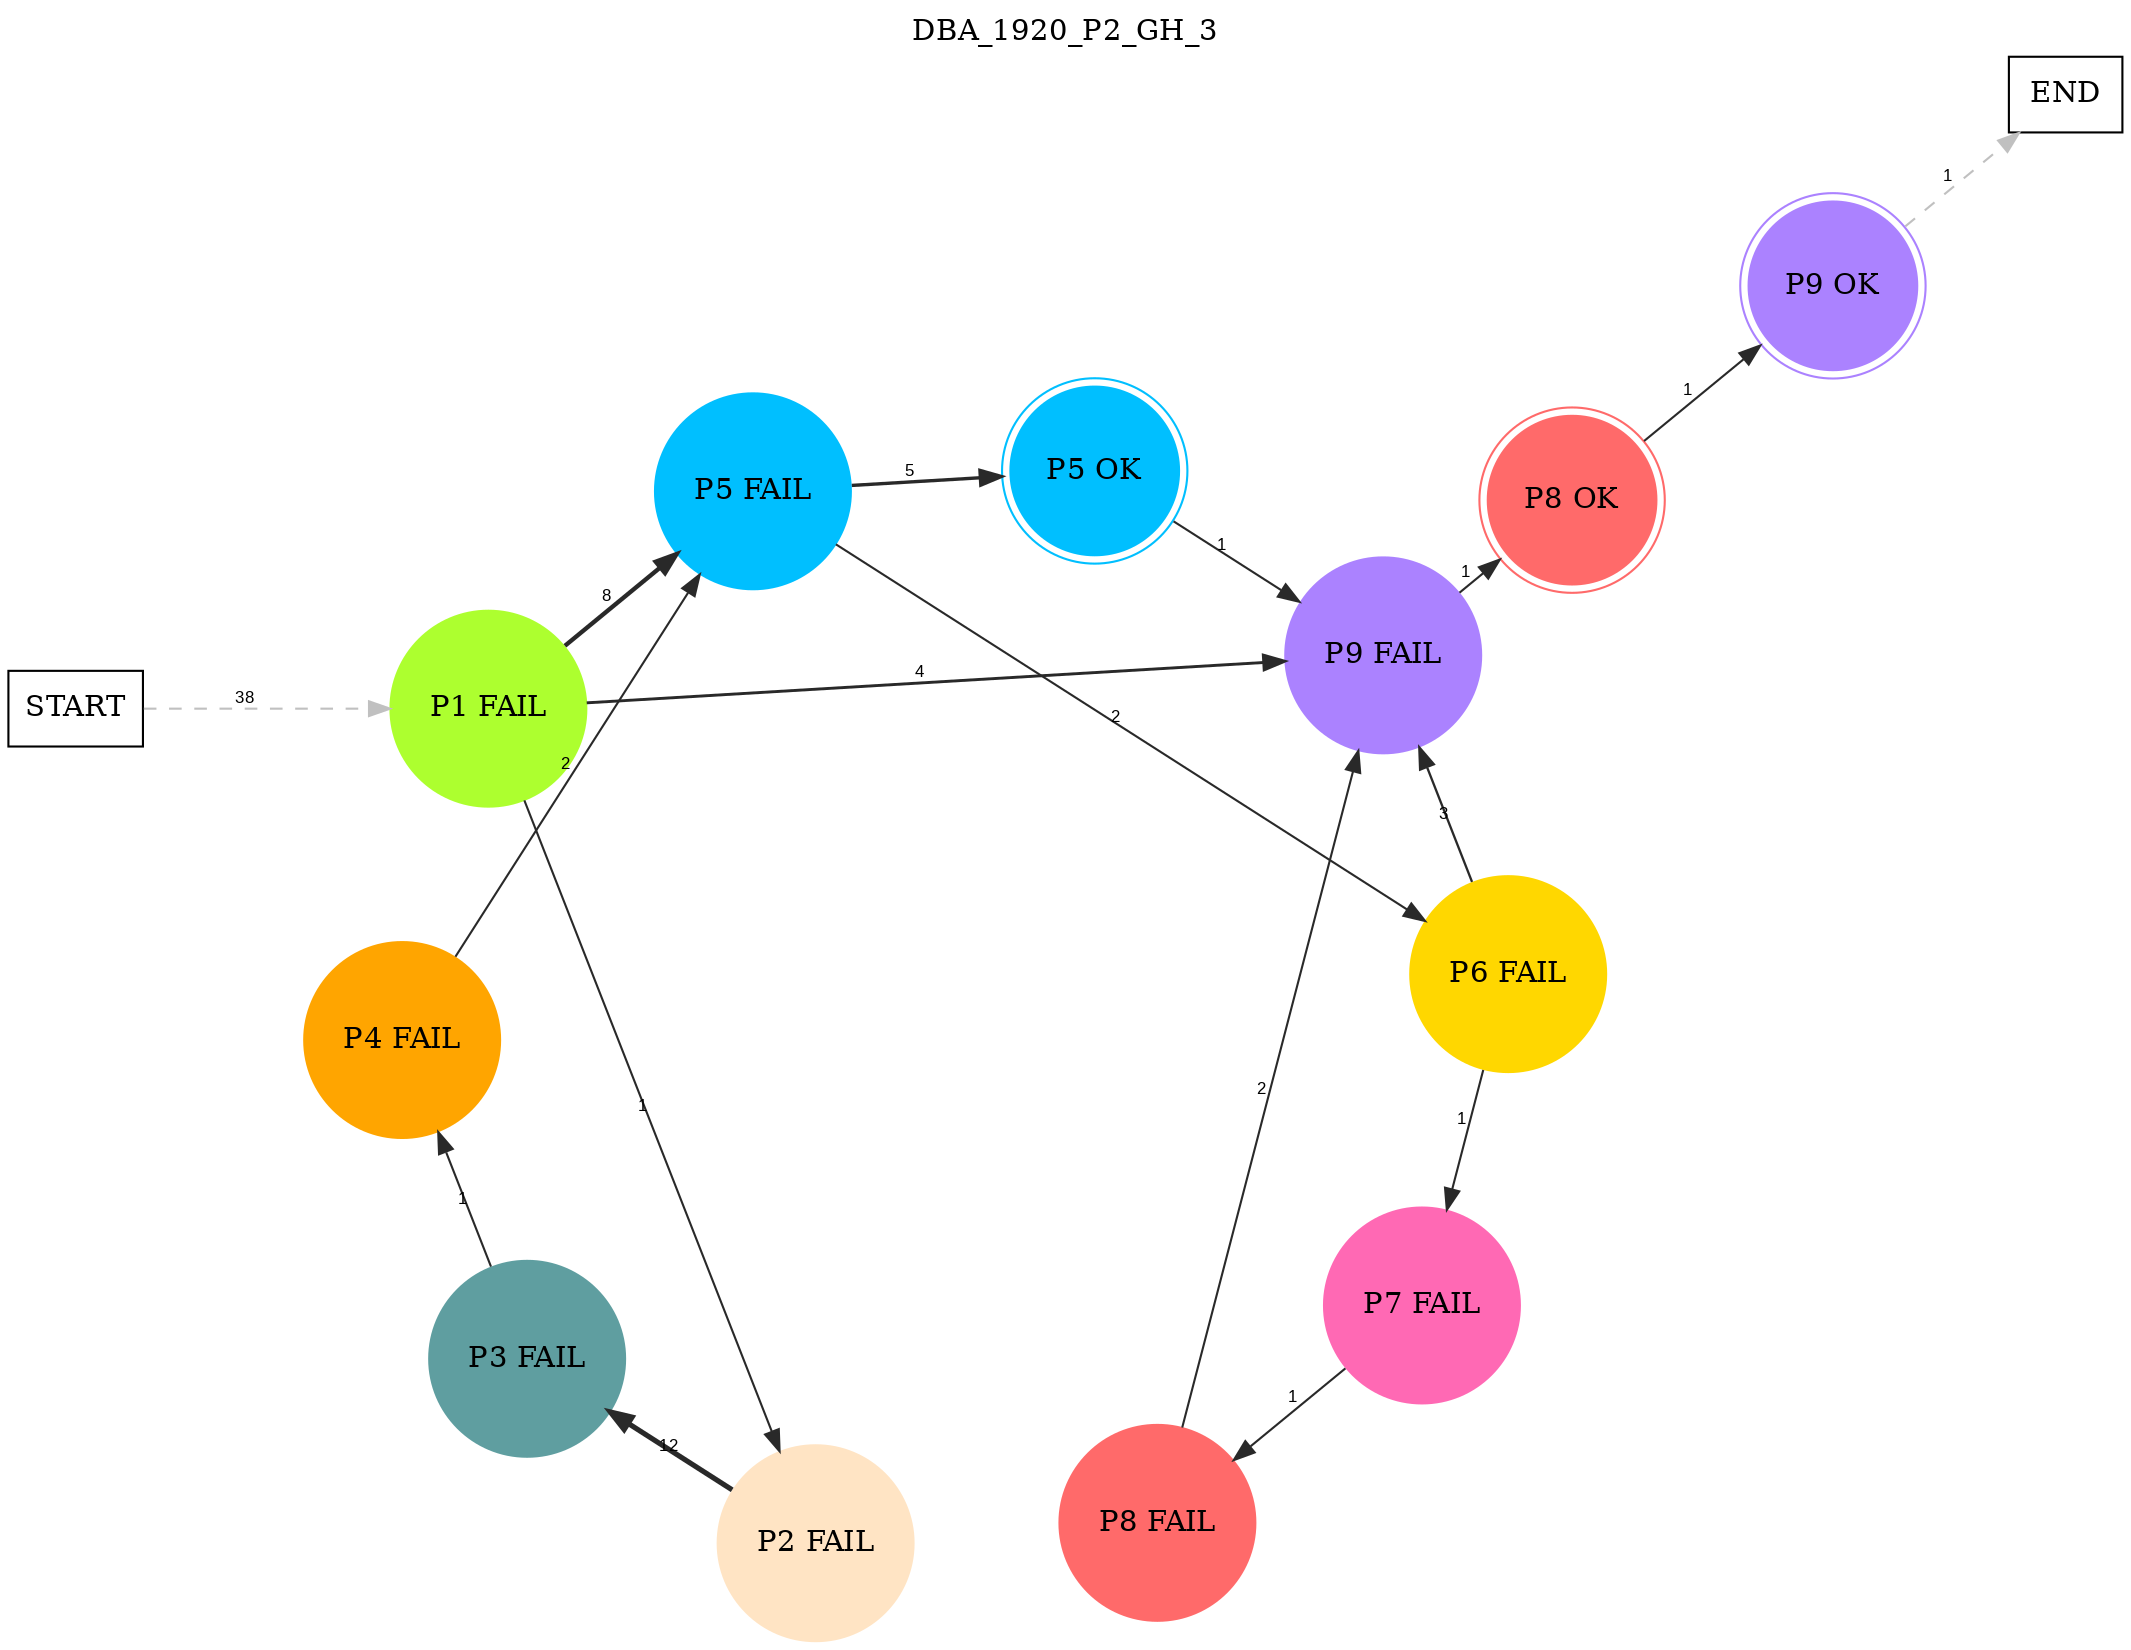 DBA_1920_P2_GH_3
END
1
P9 OK
1
P8 OK
P5 OK
5
P5 FAIL
1
1
8
P9 FAIL
4
START
38
P1 FAIL
2
2
3
P6 FAIL
P4 FAIL
2
1
1
1
P7 FAIL
P3 FAIL
1
12
P8 FAIL
P2 FAIL